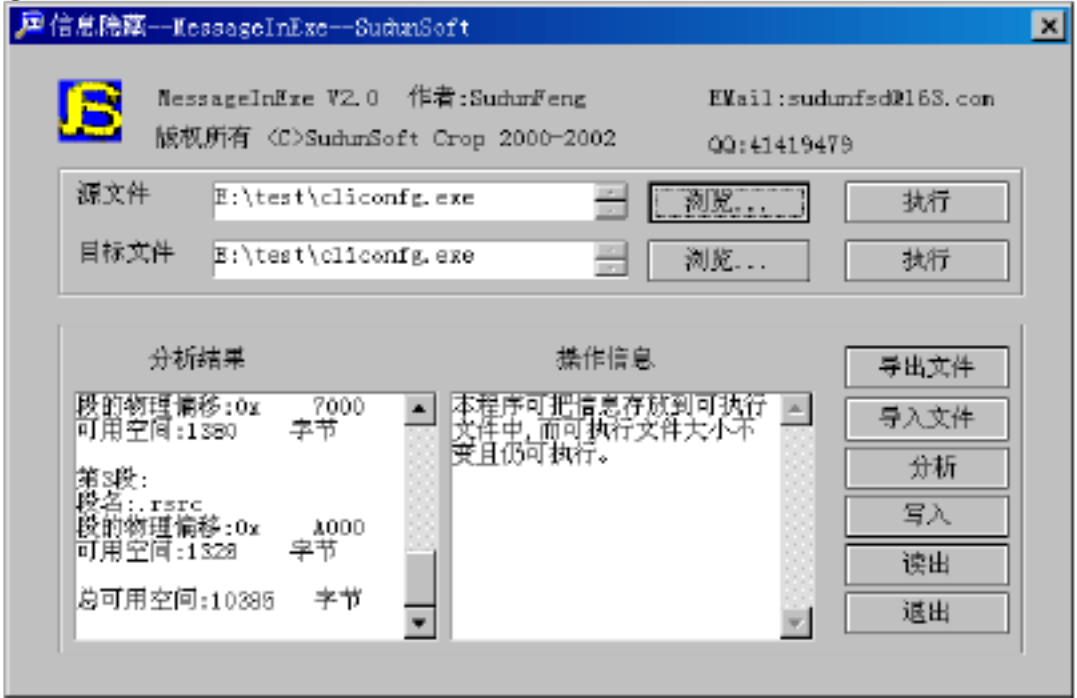 信息隐藏--MessageInExe--SudunSoft
MessageInExe V2.0 作者:SudunFeng EMail:sudunfsd@163.com
版权所有 (C)SudunSoft Crop 2000-2002 QQ:41419479
源文件 E:\test\cliconfg.exe 浏览... 执行
目标文件 E:\test\cliconfg.exe 浏览... 执行
分析结果
段的物理偏移:0x 7000
可用空间:1380 字节
第3段:
段名:.rsrc
段的物理偏移:0x A000
可用空间:1328 字节
总可用空间:10385 字节
操作信息
本程序可把信息存放到可执行
文件中,而可执行文件大小不
变且仍可执行。
导出文件
导入文件
分析
写入
读出
退出